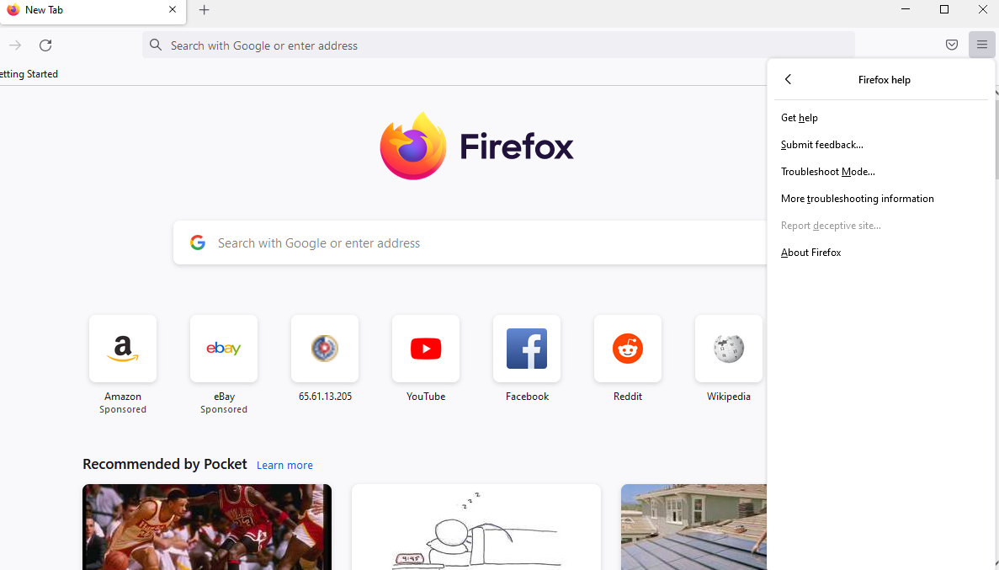 New Tab
Search with Google or enter address
etting Started
Firefox help
Get help
Submit feedback...
Troubleshoot Mode...
More troubleshooting information
Report deceptive site...
About Firefox
Firefox
Search with Google or enter address
a
ebay
Amazon
Sponsored
eBay
Sponsored
65.61.13.205
YouTube
Facebook
Reddit
Wikipedia
Recommended by Pocket Learn more
z z z
4:45